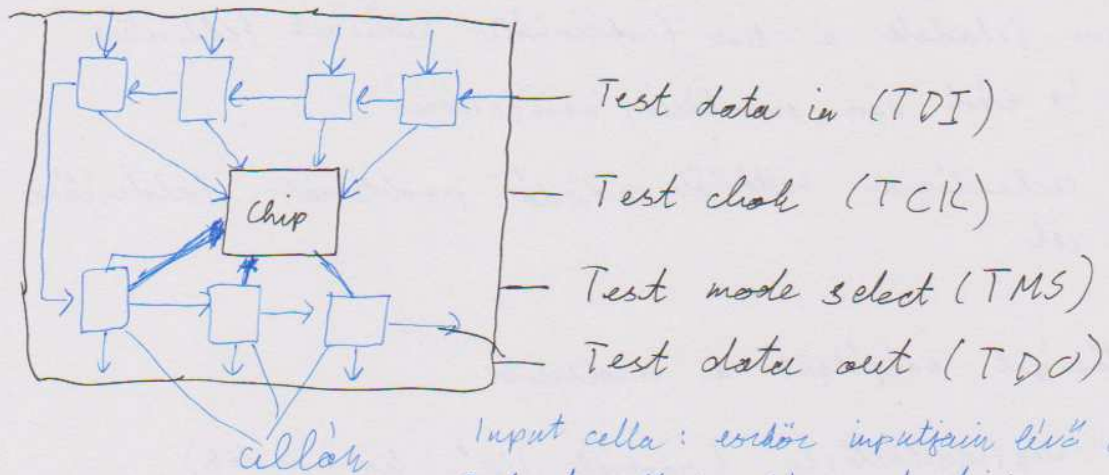 Test data in (TDI)
Chip
Test clock (TCK)
Test mode select (TMS)
Test data out (TDO)
cellák
Input cella: eszköz inputjain lévő